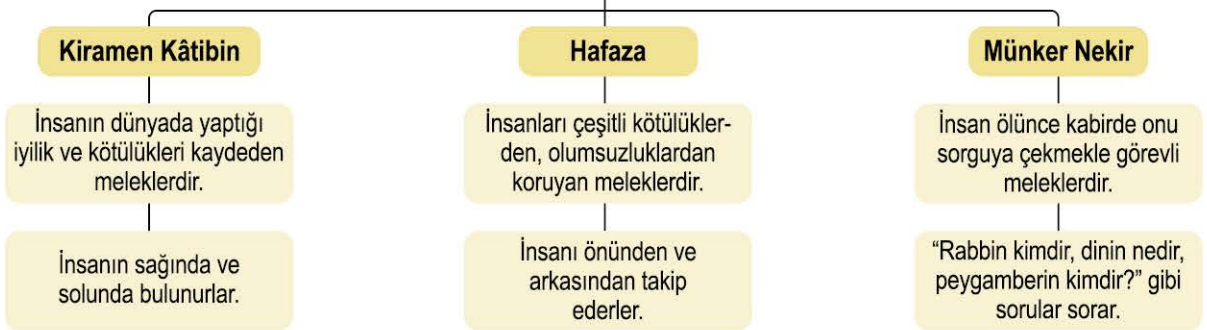 Kiramen Kâtibin
İnsanın dünyada yaptığı
iyilik ve kötülükleri kaydeden
meleklerdir.
İnsanın sağında ve
solunda bulunurlar.
Hafaza
İnsanları çeşitli kötülükler-
den, olumsuzluklardan
koruyan meleklerdir.
İnsanı önünden ve
arkasından takip
ederler.
Münker Nekir
İnsan ölünce kabirde onu
sorguya çekmekle görevli
meleklerdir.
“Rabbin kimdir, dinin nedir,
peygamberin kimdir?” gibi
sorular sorar.